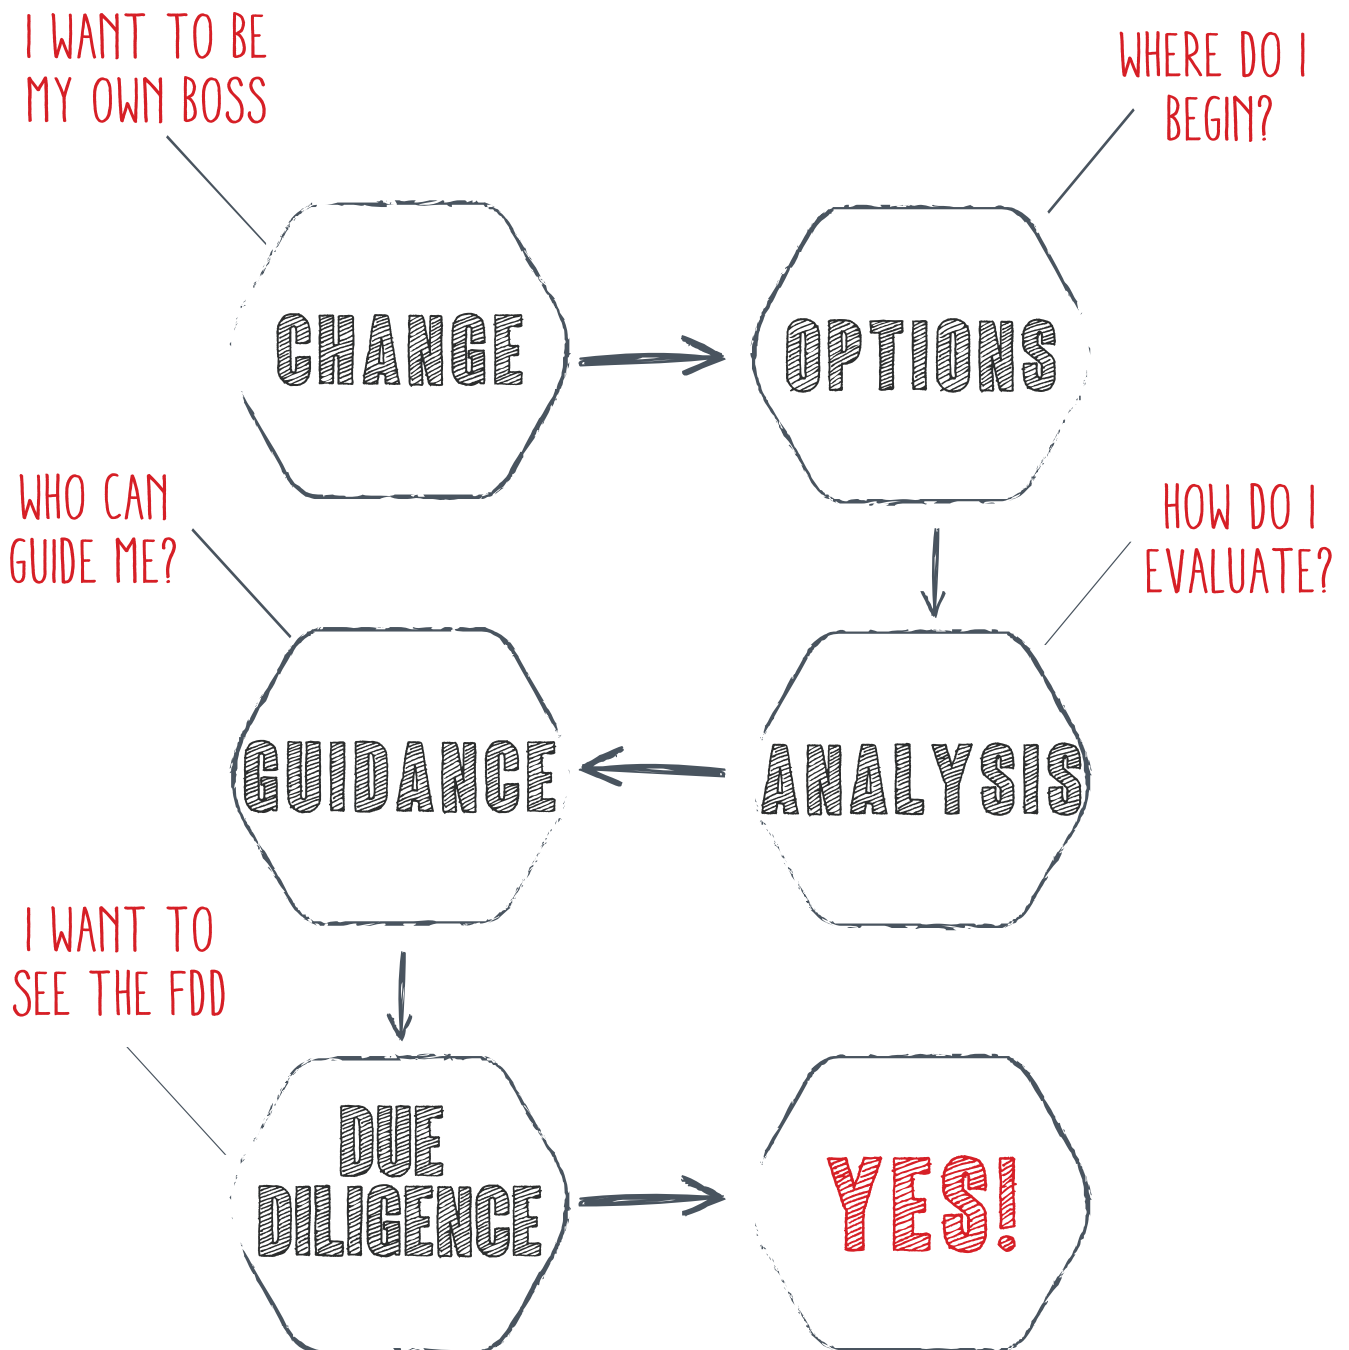 I WANT TO BE
MY OWN BOSS
WHERE DO I
BEGIN?
CHANGE
OPTIONS
WHO CAN
GUIDE ME?
HOW DO I
EVALUATE?
GUIDANCE
ANALYSIS
I WANT TO
SEE THE FDD
DUE
DILIGENCE
YES!